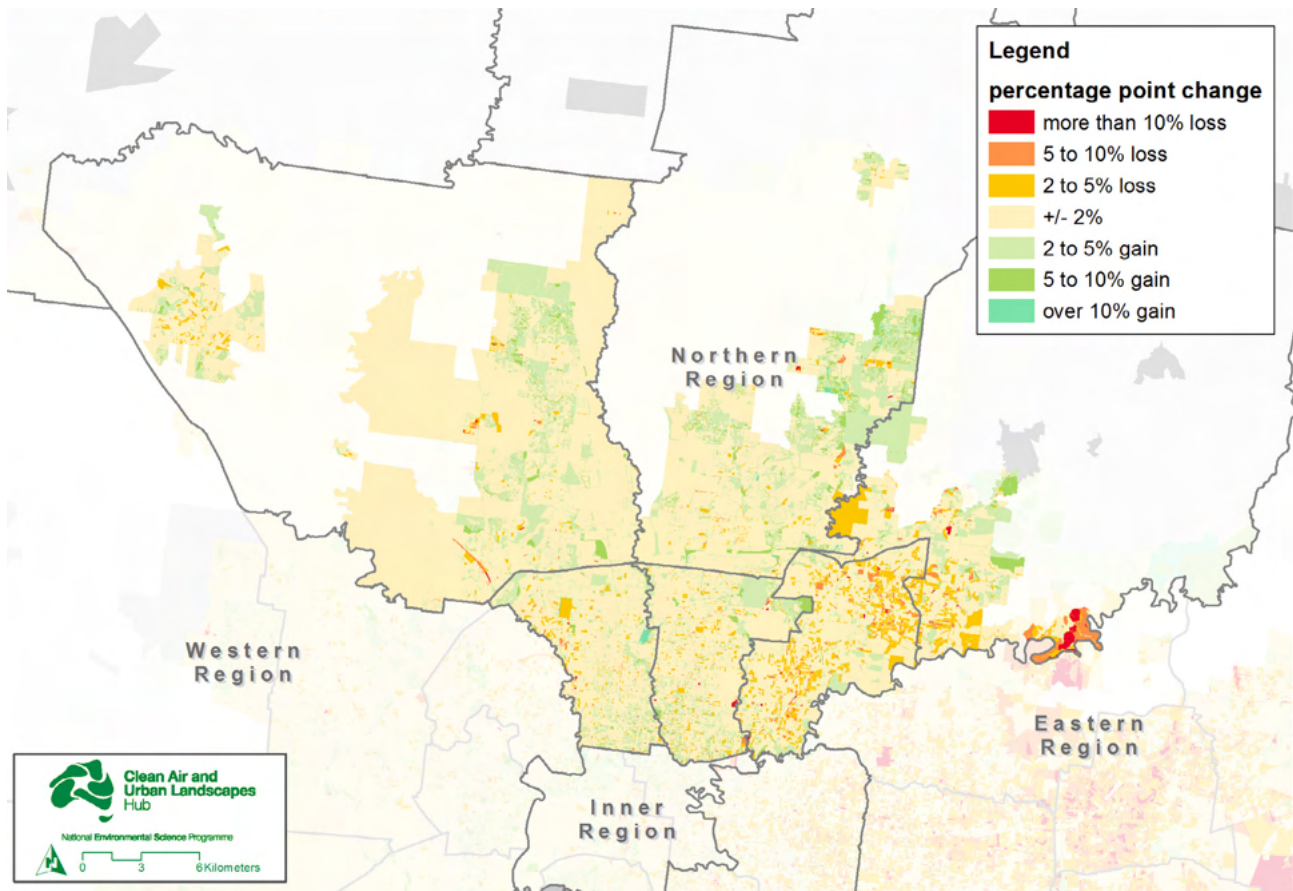 Legend
percentage point change
more than 10% loss
5 to 10% loss
2 to 5% loss
+/- 2%
2 to 5% gain
5 to 10% gain
over 10% gain
Northern
Region
Western
Region
Eastern
Region
Inner
Region
Clean Air and
Urban Landscapes
Hub
National Environmental Science Programme
N
0 3 6 Kilometers